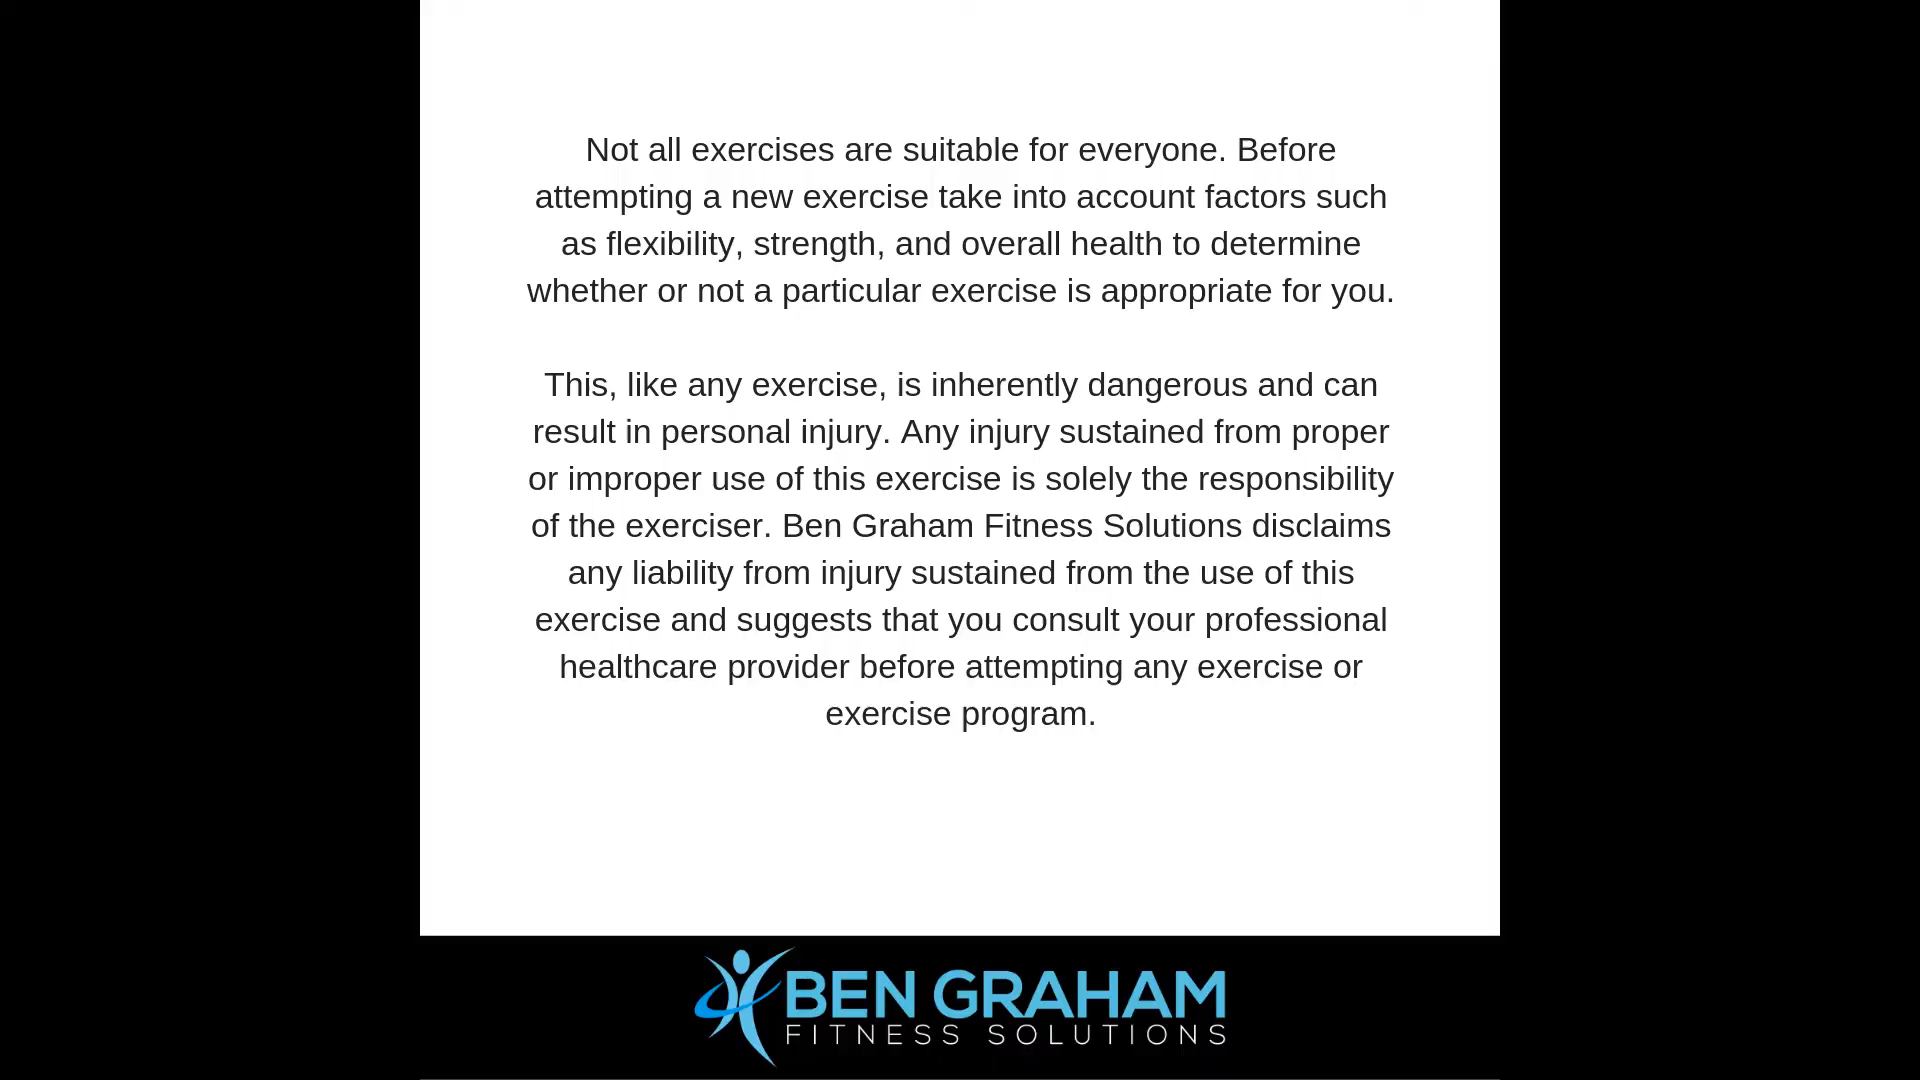 Not all exercises are suitable for everyone. Before
attempting a new exercise take into account factors such
as flexibility, strength, and overall health to determine
whether or not a particular exercise is appropriate for you.
This, like any exercise, is inherently dangerous and can
result in personal injury. Any injury sustained from proper
or improper use of this exercise is solely the responsibility
of the exerciser. Ben Graham Fitness Solutions disclaims
any liability from injury sustained from the use of this
exercise and suggests that you consult your professional
healthcare provider before attempting any exercise or
exercise program.
BEN GRAHAM
FITNESS SOLUTIONS